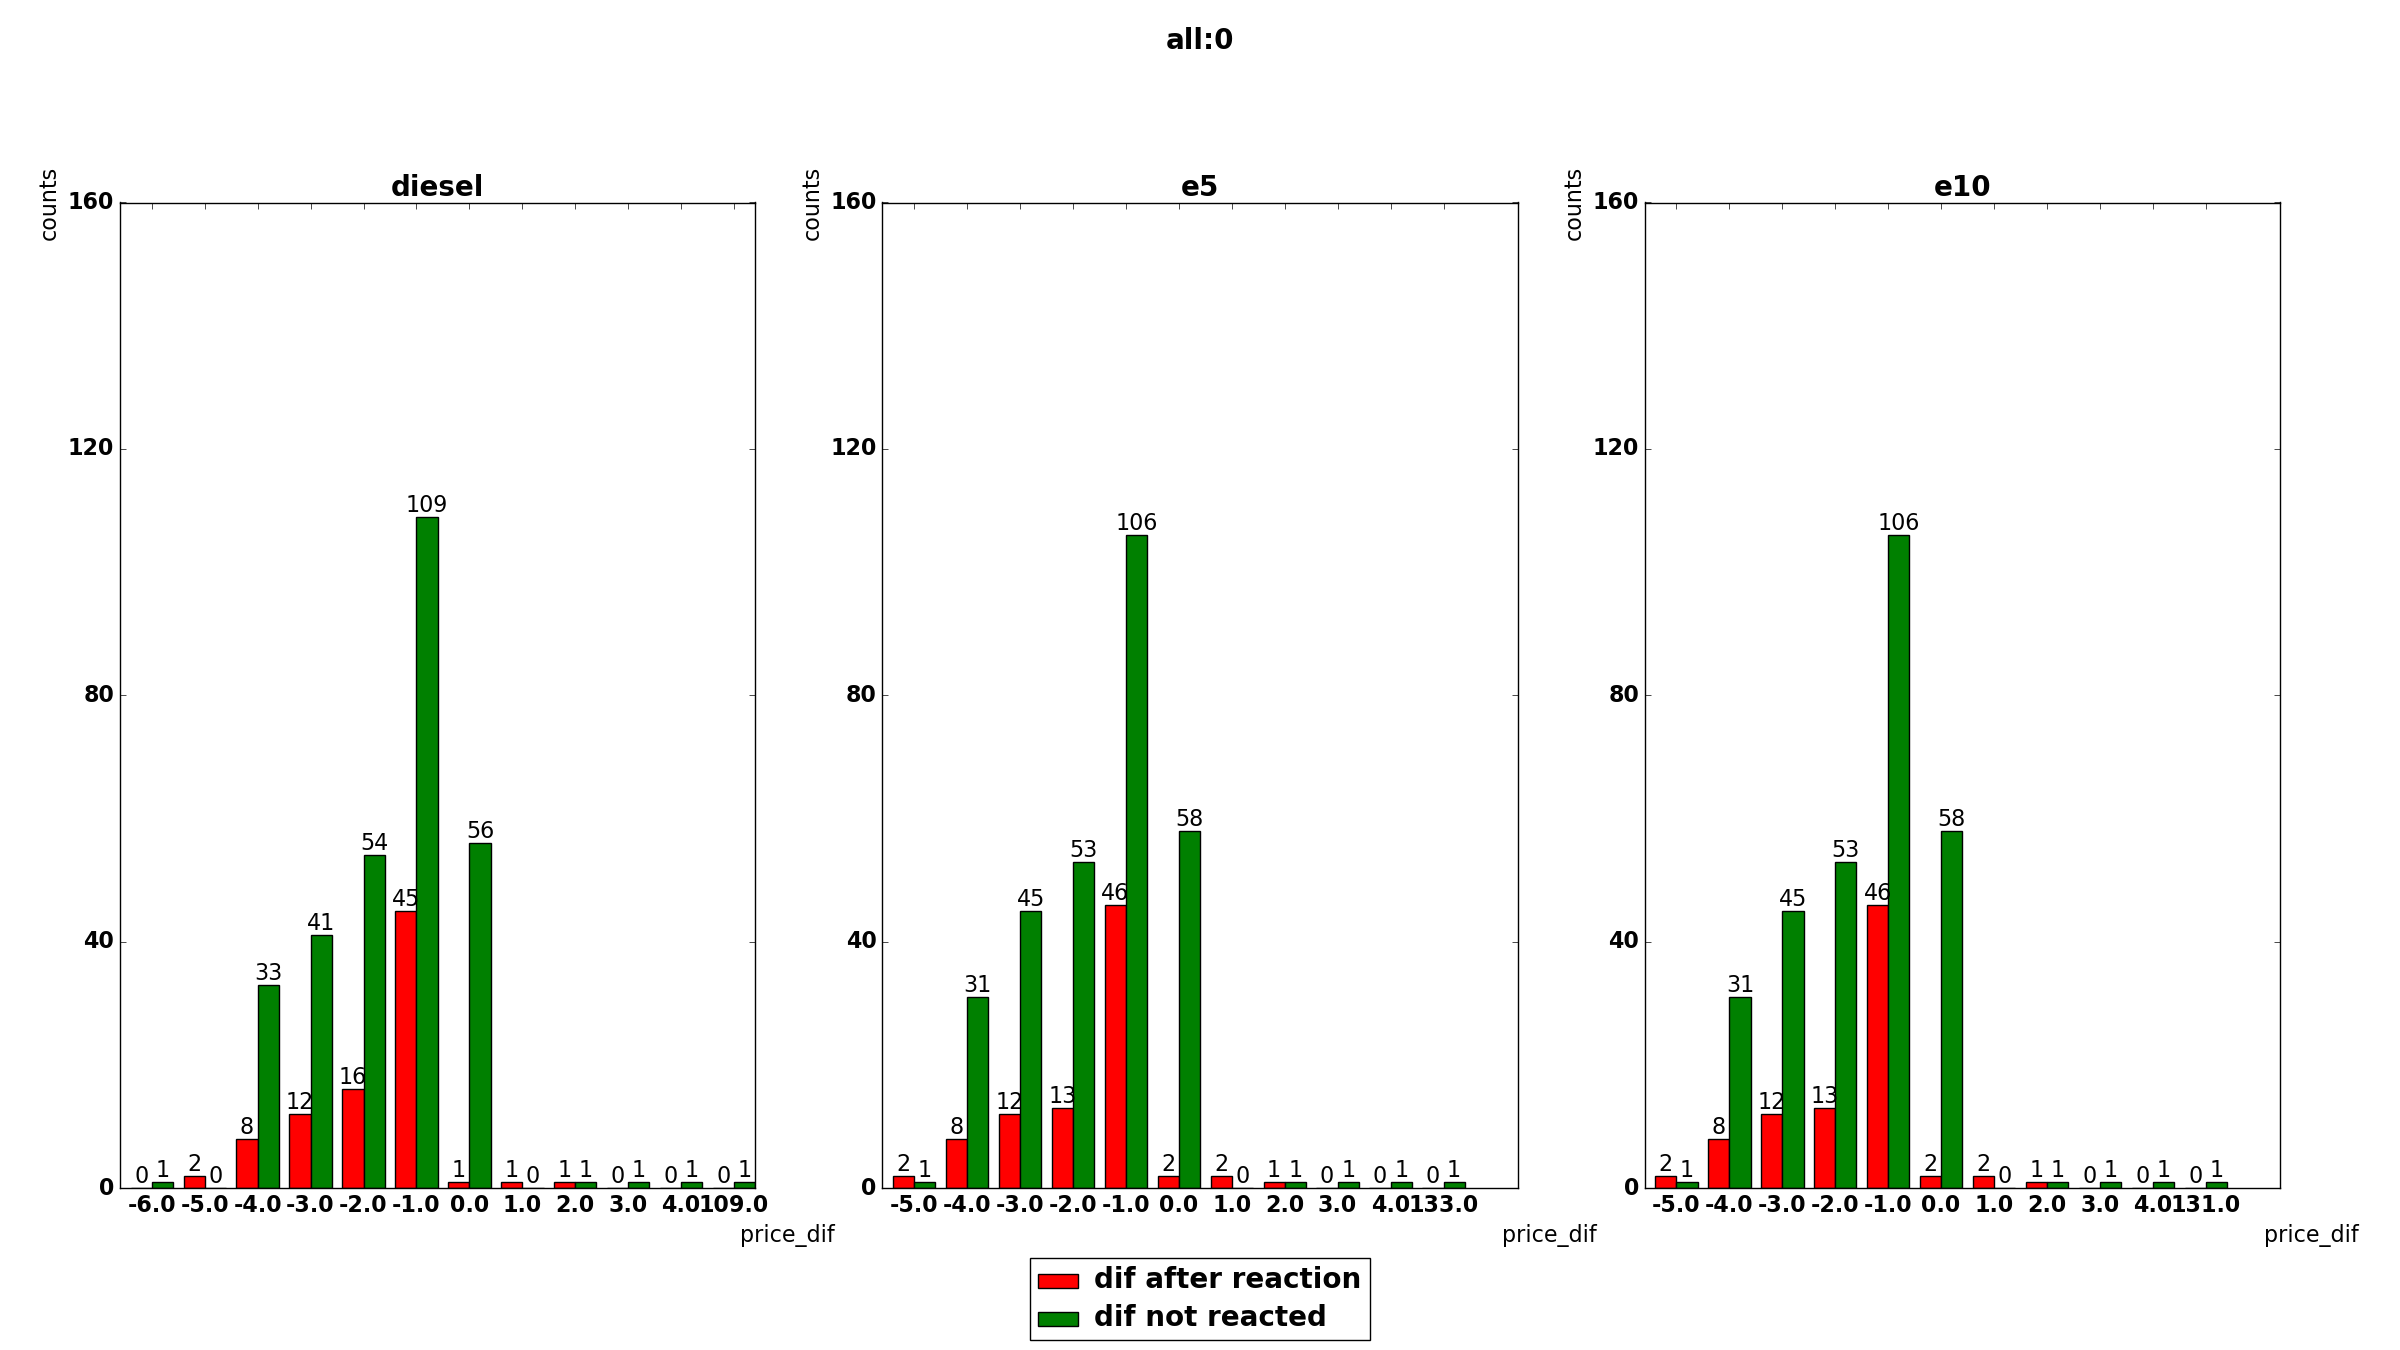 all:0
diesel
counts
160
120
80
40
0
0 1 2 0 8 33 12 41 16 54 45 109 1 56 1 0 1 1 0 1 0 1 0 1
-6.0 -5.0 -4.0 -3.0 -2.0 -1.0 0.0 1.0 2.0 3.0 4.0 109.0
price_dif
e5
counts
160
120
80
40
0
2 1 8 31 12 45 13 53 46 106 2 58 2 0 1 1 0 1 0 1 0 1
-5.0 -4.0 -3.0 -2.0 -1.0 0.0 1.0 2.0 3.0 4.0 133.0
price_dif
e10
counts
160
120
80
40
0
2 1 8 31 12 45 13 53 46 106 2 58 2 0 1 1 0 1 0 1 0 1
-5.0 -4.0 -3.0 -2.0 -1.0 0.0 1.0 2.0 3.0 4.0 131.0
price_dif
dif after reaction
dif not reacted